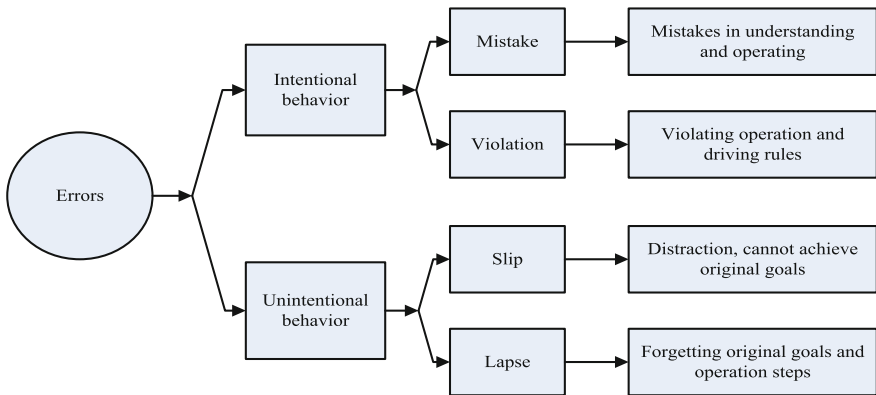 Errors
Intentional
behavior
Mistake
Mistakes in understanding
and operating
Violation
Violating operation and
driving rules
Unintentional
behavior
Slip
Distraction, cannot achieve
original goals
Lapse
Forgetting original goals and
operation steps